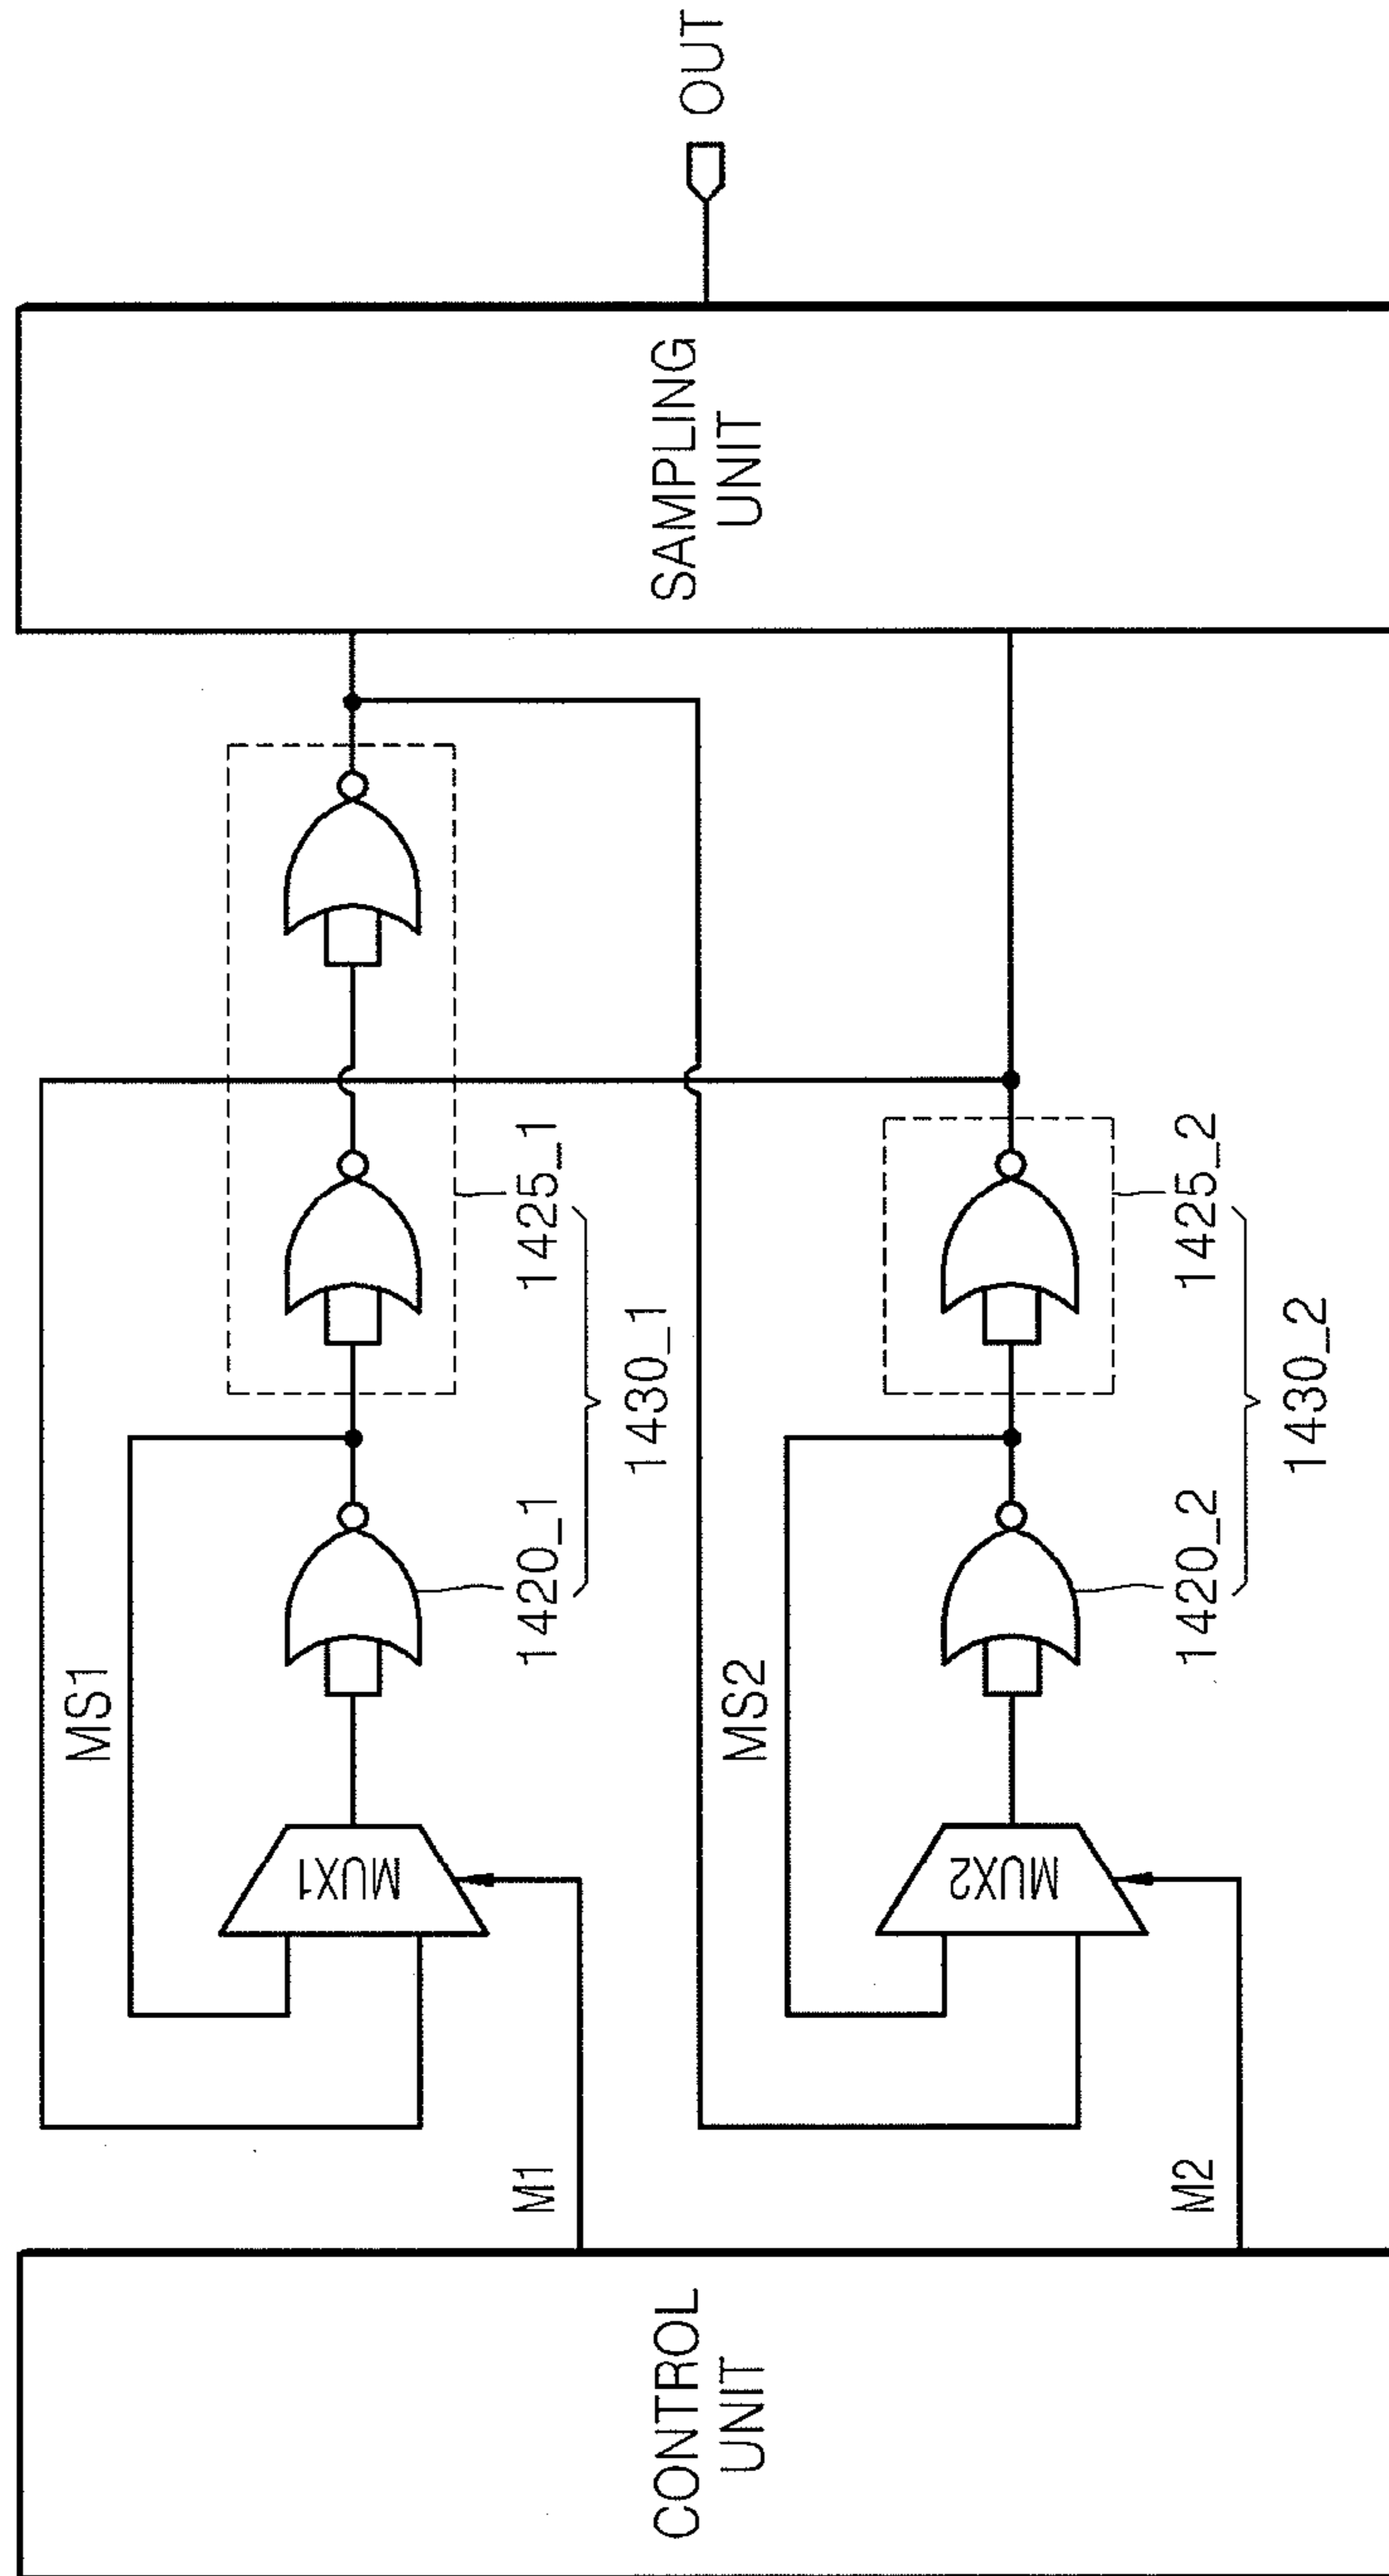 CONTROL
UNIT
M1
M2
MUX1
MUX2
MS1
MS2
1420_1
1425_1
1430_1
1420_2
1425_2
1430_2
SAMPLING
UNIT
OUT